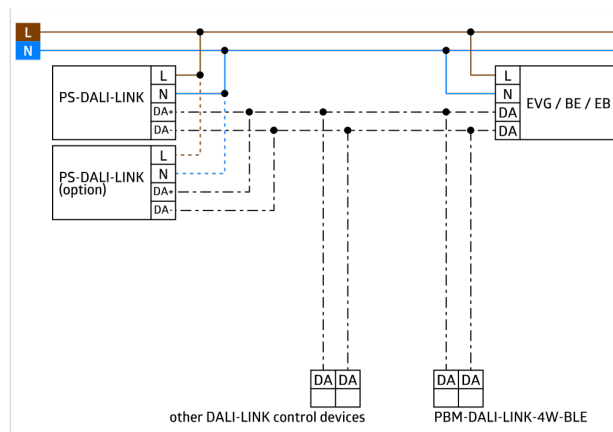 L
N
PS-DALI-LINK
L
N
DA+
DA-
L
N
DA
DA
EVG / BE / EB
PS-DALI-LINK
(option)
L
N
DA+
DA-
DA DA
DA DA
other DALI-LINK control devices
PBM-DALI-LINK-4W-BLE